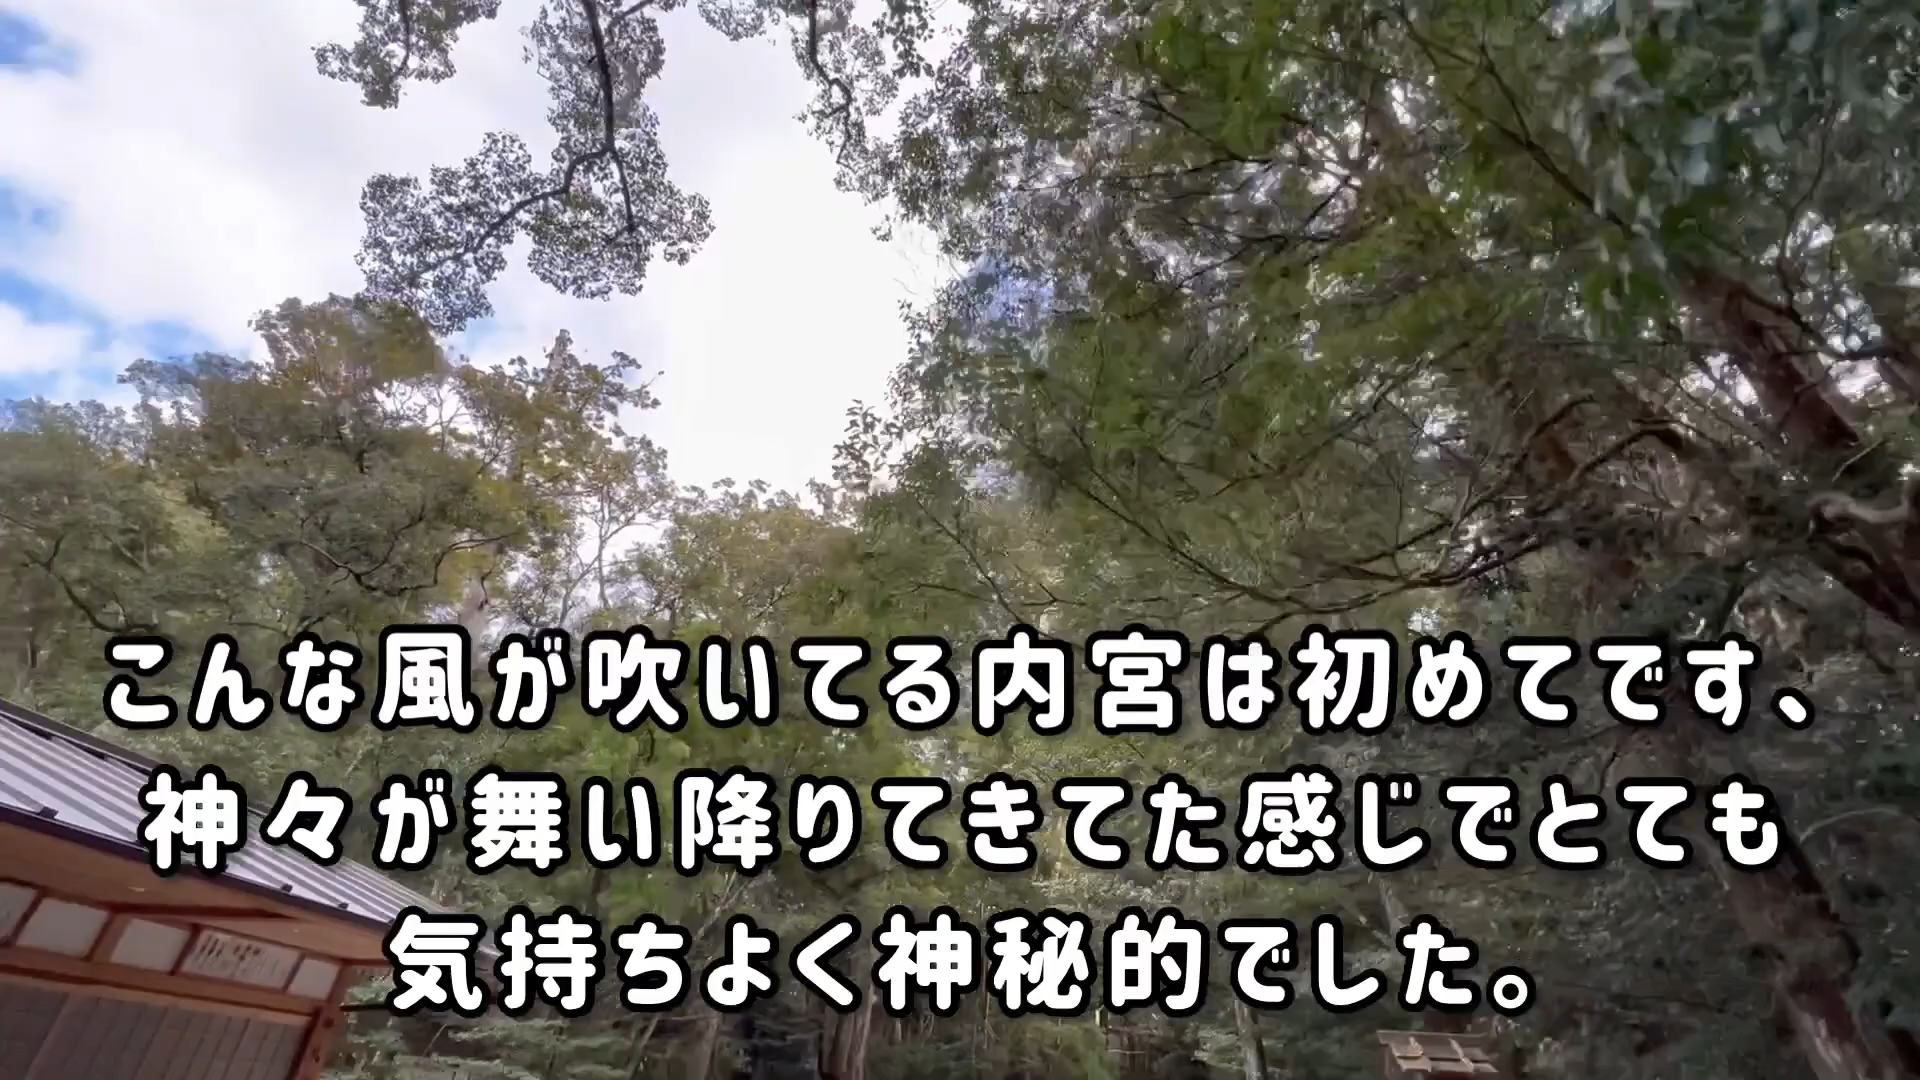 こんな風が吹いてる内宮は初めてです、
神々が舞い降りてきてた感じでとても
気持ちよく神秘的でした。